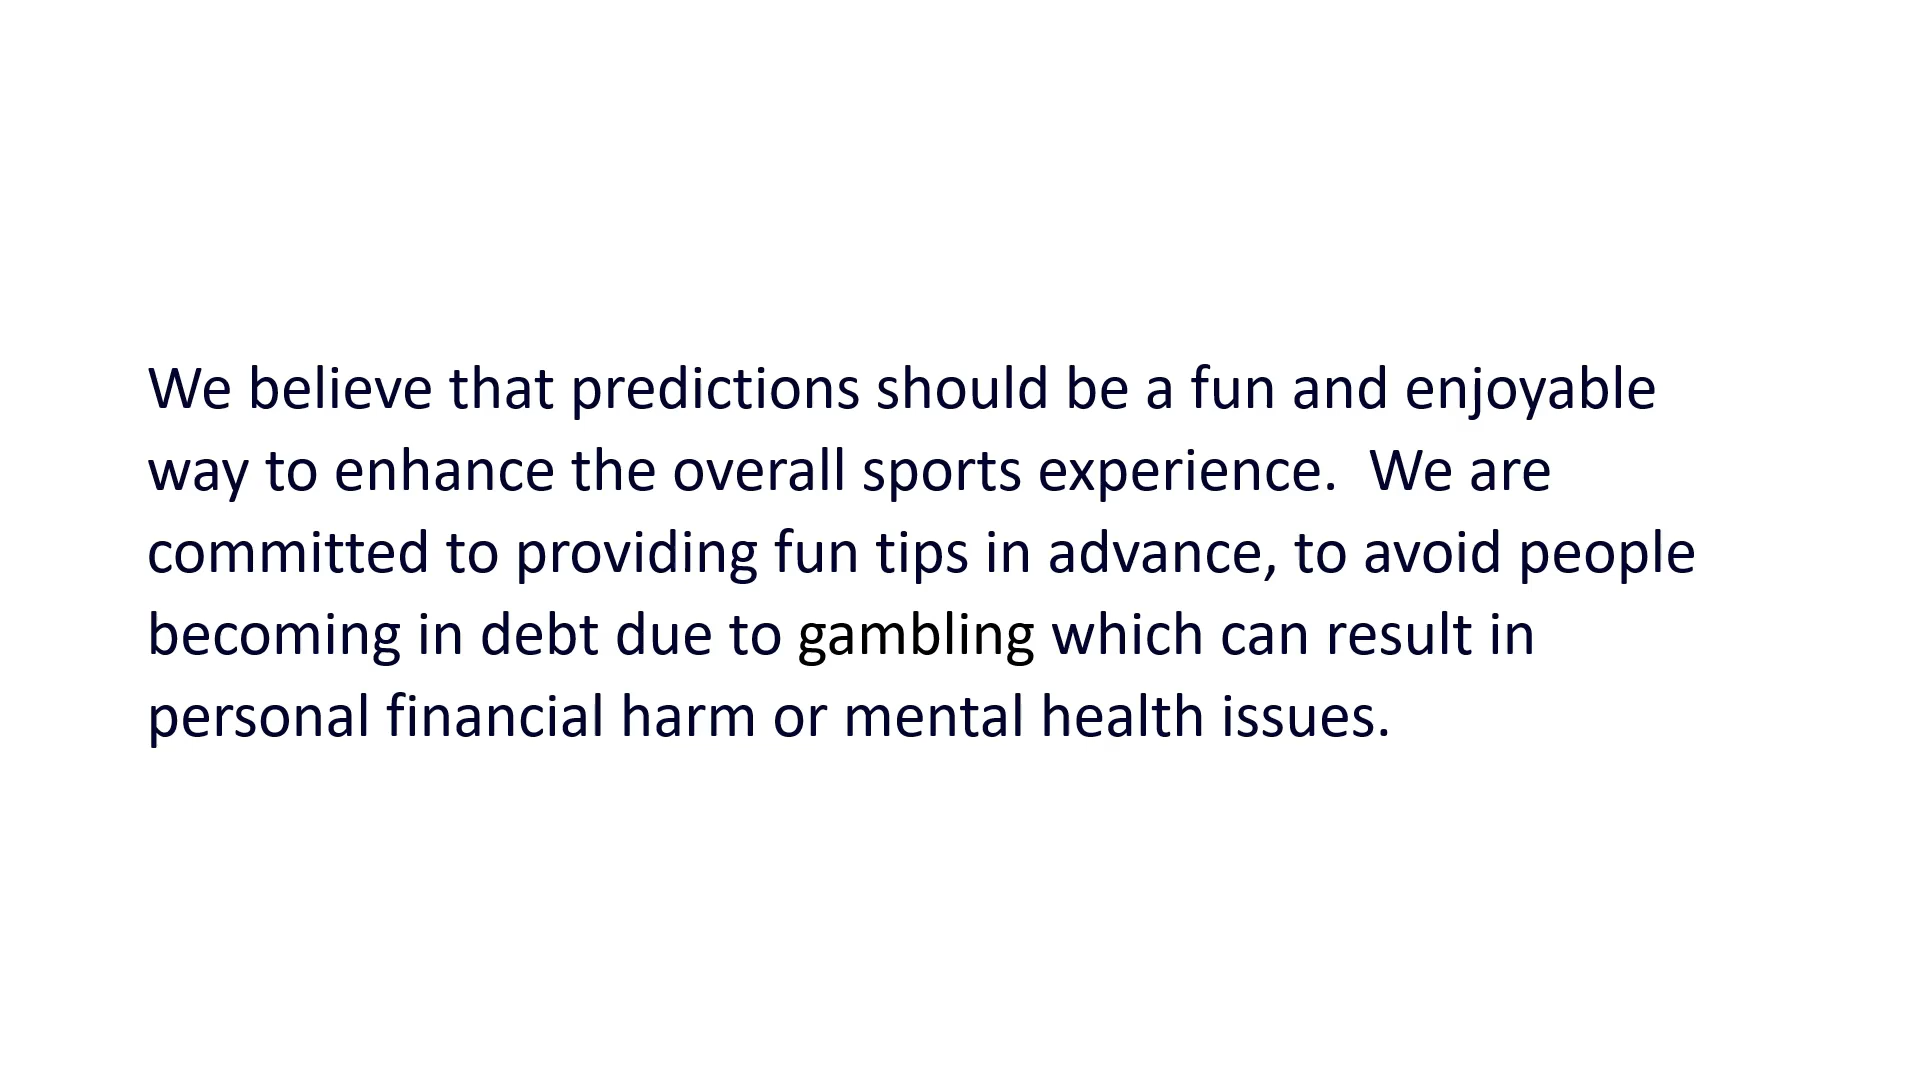 We believe that predictions should be a fun and enjoyable
way to enhance the overall sports experience.  We are
committed to providing fun tips in advance, to avoid people
becoming in debt due to gambling which can result in
personal financial harm or mental health issues.